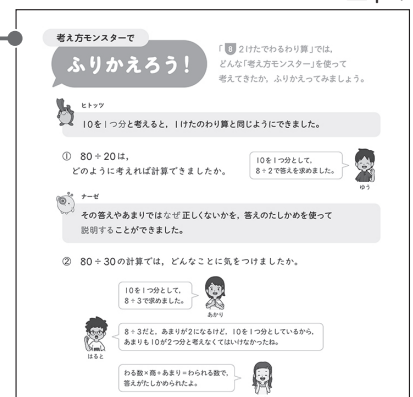 考え方モンスターで
ふりかえろう！
「8 2けたでわるわり算」では，
どんな「考え方モンスター」を使って
考えてきたか，ふりかえってみましょう。
ヒトッツ
10を1つ分と考えると，1けたのわり算と同じようにできました。
① 80÷20は，
どのように考えれば計算できましたか。
10を1つ分として，
8÷2で答えを求めました。
ゆう
ナーゼ
その答えやあまりではなぜ正しくないかを，答えのたしかめを使って
説明することができました。
② 80÷30の計算では，どんなことに気をつけましたか。
10を1つ分として，
8÷3で求めました。
あかり
8÷3だと，あまりが2になるけど，10を1つ分としているから，
あまりも10が2つ分と考えなくてはいけなかったね。
はると
わる数×商+あまり=わられる数で，
答えがたしかめられたよ。